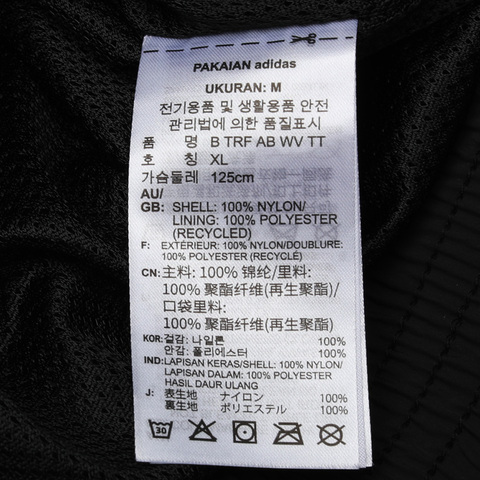 PAKAIAN adidas
UKURAN: M
전기용품 및 생활용품 안전
관리법에 의한 품질표시
품 명 B TRF AB WV TT
호 칭 XL
가슴둘레 125cm
AU/
GB: SHELL: 100% NYLON/
LINING: 100% POLYESTER
(RECYCLED)
F: EXTÉRIEUR: 100% NYLON/DOUBLURE:
100% POLYESTER (RECYCLÉ)
CN: 主料: 100% 锦纶/里料:
100% 聚酯纤维(再生聚酯)/
口袋里料:
100% 聚酯纤维(再生聚酯)
KOR: 겉감: 나일론 100%
안감: 폴리에스터 100%
IND: LAPISAN KERAS/SHELL: 100% NYLON/
LAPISAN DALAM: 100% POLYESTER
HASIL DAUR ULANG
J: 表生地 ナイロン 100%
裏生地 ポリエステル 100%
30